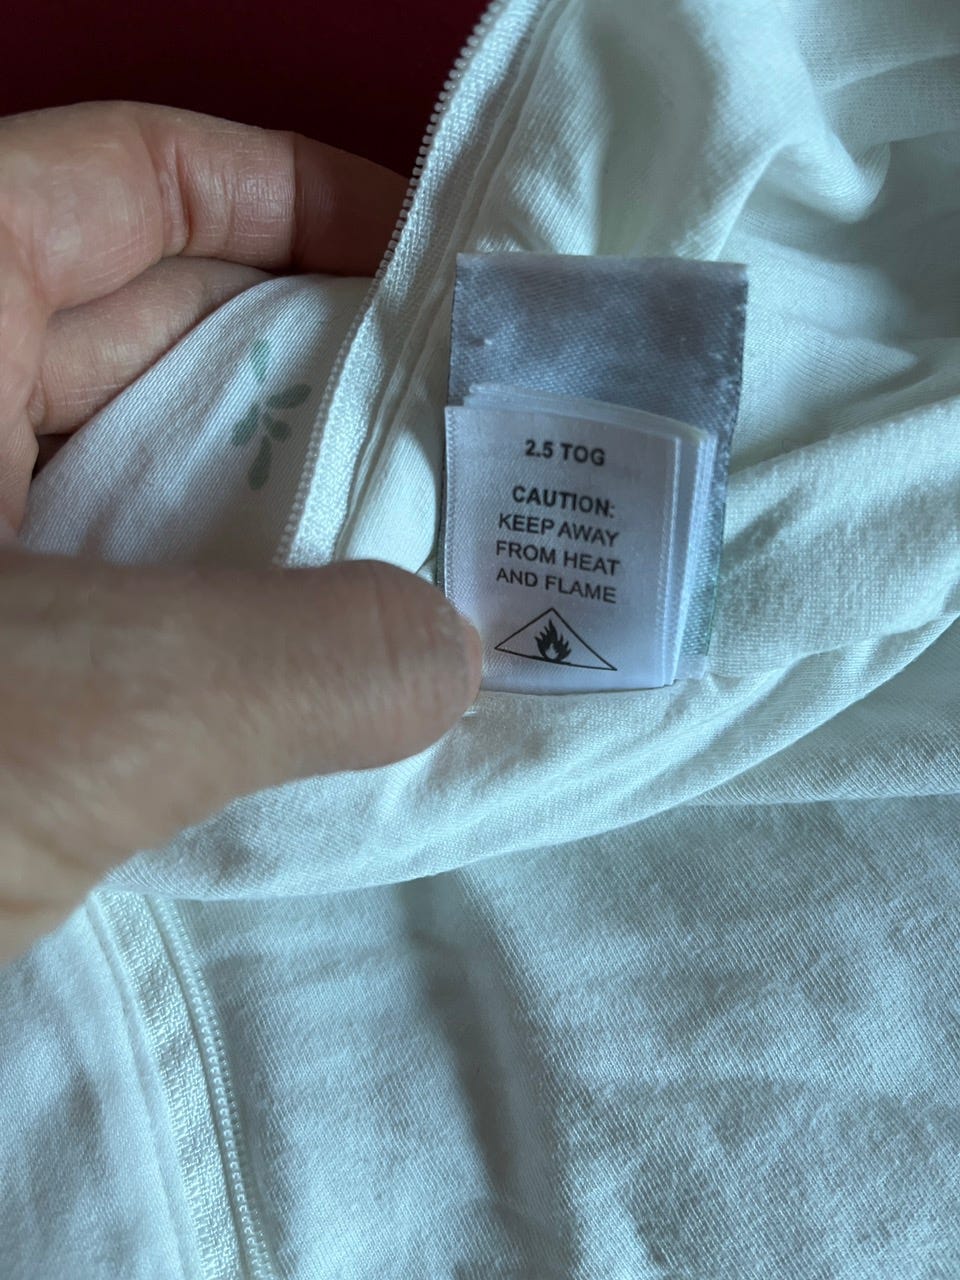 2.5 TOG
CAUTION:
KEEP AWAY
FROM HEAT
AND FLAME